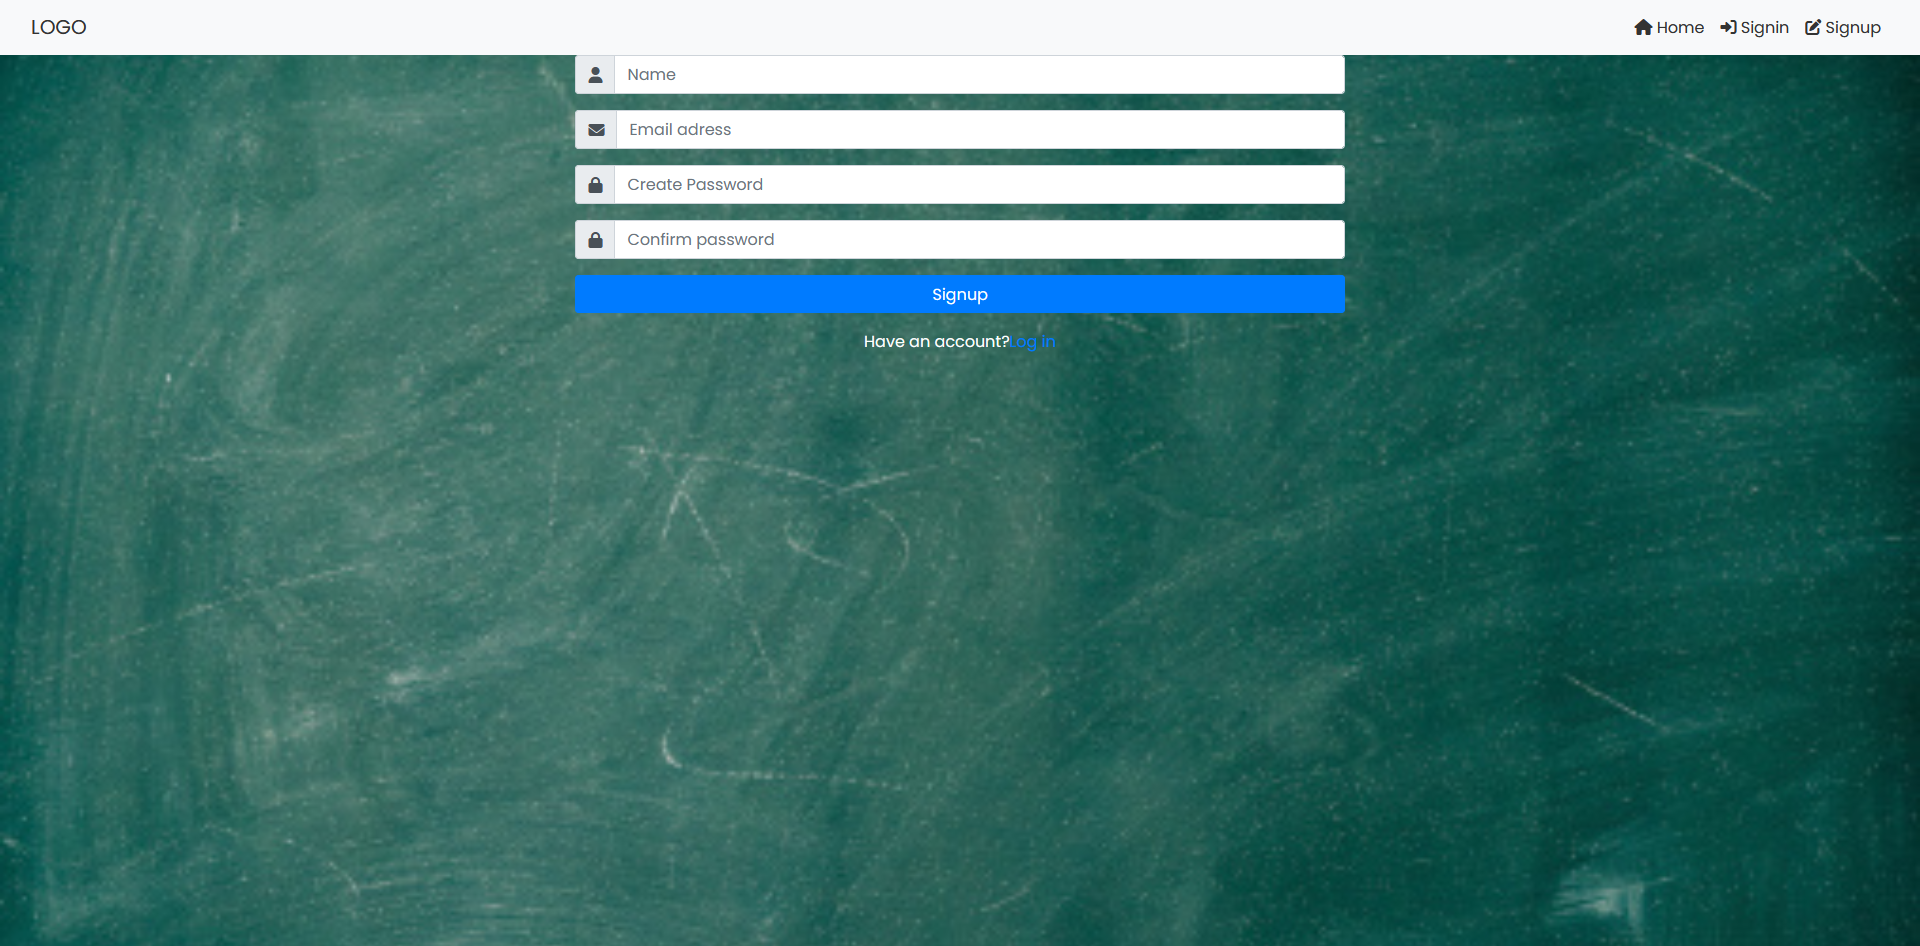 LOGO
Home Signin Signup
Name
Email adress
Create Password
Confirm password
Signup
Have an account?Log In